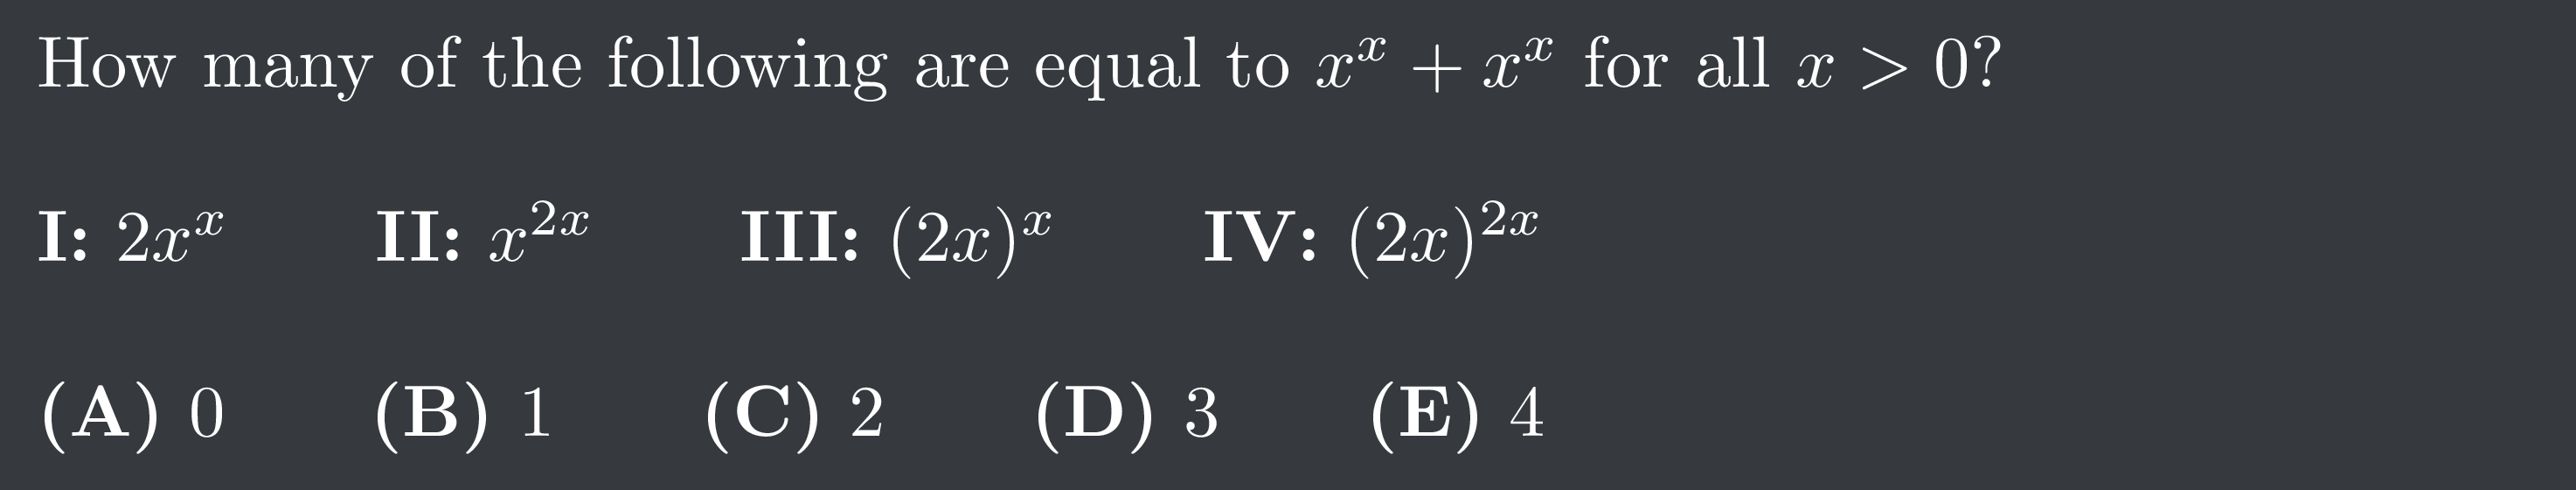 How many of the following are equal to $x^x + x^x$ for all $x > 0$?
I: $2x^x$ II: $x^{2x}$ III: $(2x)^x$ IV: $(2x)^{2x}$
(A) 0 (B) 1 (C) 2 (D) 3 (E) 4